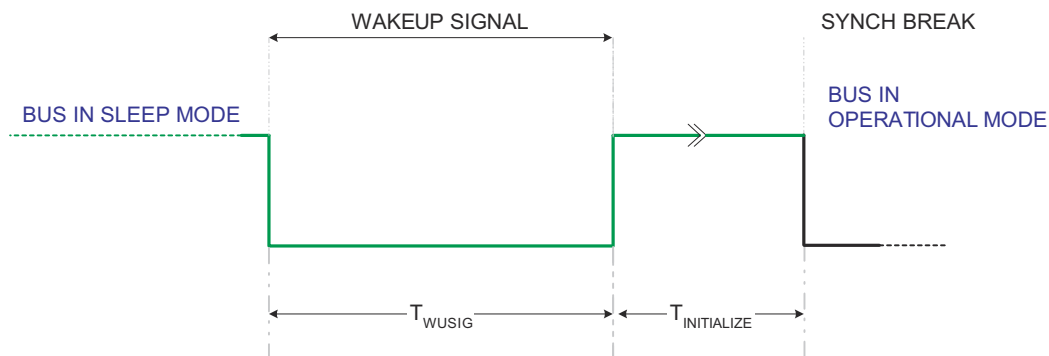 WAKEUP SIGNAL
SYNCH BREAK
BUS IN SLEEP MODE
BUS IN
OPERATIONAL MODE
TWUSIG
TINITIALIZE